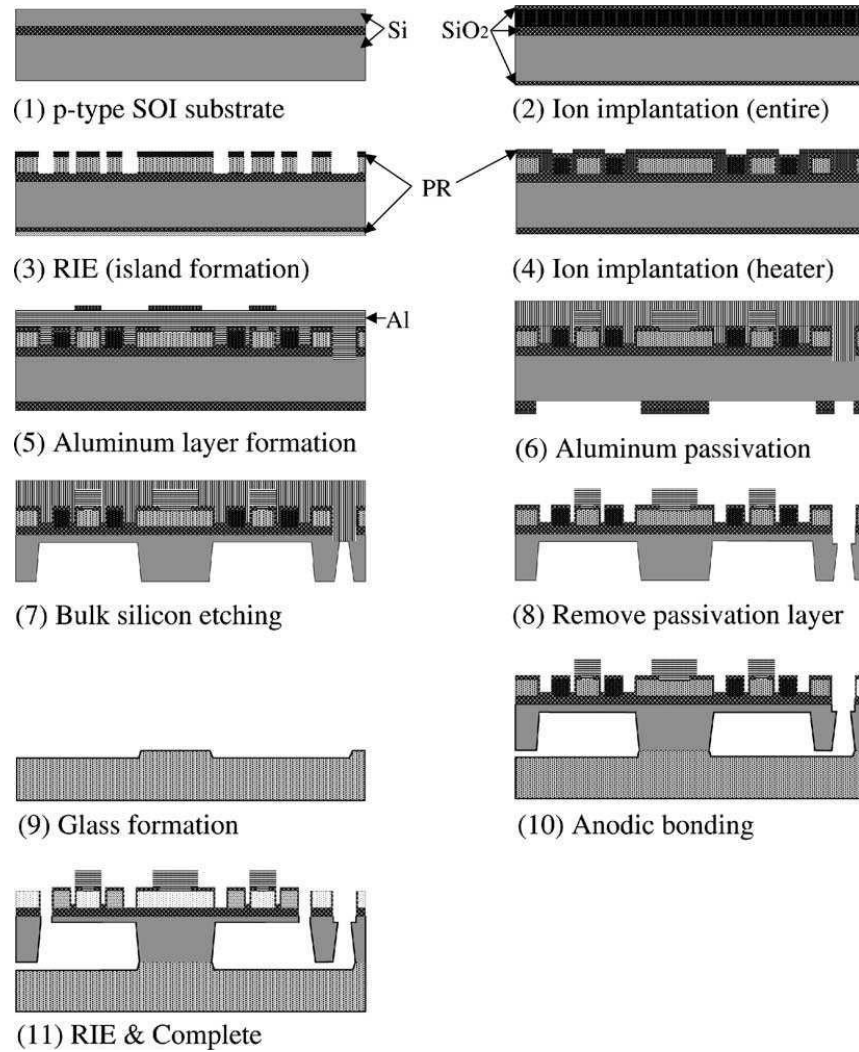 Si
SiO2
(1) p-type SOI substrate
(2) Ion implantation (entire)
PR
(3) RIE (island formation)
(4) Ion implantation (heater)
Al
(5) Aluminum layer formation
(6) Aluminum passivation
(7) Bulk silicon etching
(8) Remove passivation layer
(9) Glass formation
(10) Anodic bonding
(11) RIE & Complete